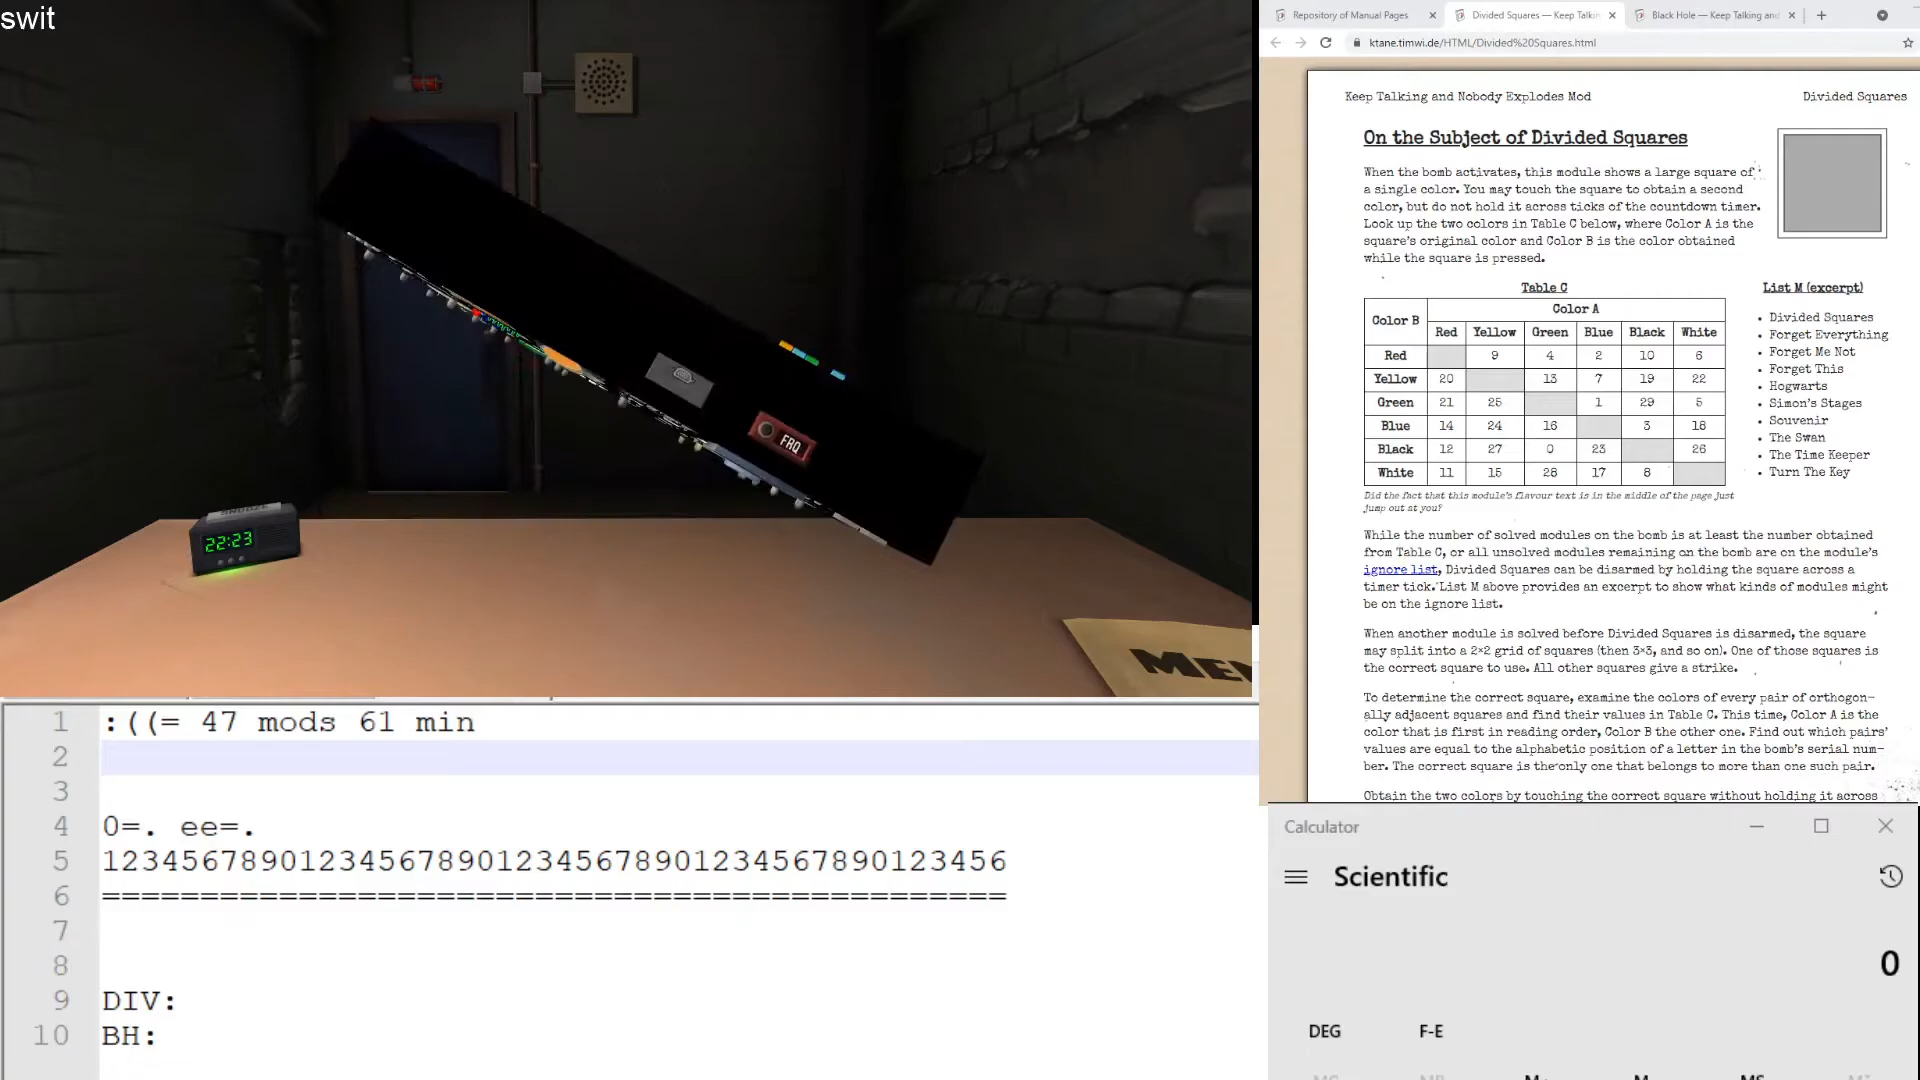 swit
SNOOZE
22:23
FRQ
1 :((= 47 mods 61 min
2
3
4 0=. ee=.
5 1234567890123456789012345678901234567890123456
6 ==============================================
7
8
9 DIV:
10 BH:
Repository of Manual Pages
Divided Squares — Keep Talkin
Black Hole — Keep Talking and
ktane.timwi.de/HTML/Divided%20Squares.html
Keep Talking and Nobody Explodes Mod
Divided Squares
On the Subject of Divided Squares
When the bomb activates, this module shows a large square of
a single color. You may touch the square to obtain a second
color, but do not hold it across ticks of the countdown timer.
Look up the two colors in Table C below, where Color A is the
square's original color and Color B is the color obtained
while the square is pressed.
Table C
Color B Color A
Red Yellow Green Blue Black White
Red 9 4 2 10 6
Yellow 20 13 7 19 22
Green 21 25 1 29 5
Blue 14 24 16 3 18
Black 12 27 0 23 26
White 11 15 28 17 8
List M (excerpt)
• Divided Squares
• Forget Everything
• Forget Me Not
• Forget This
• Hogwarts
• Simon's Stages
• Souvenir
• The Swan
• The Time Keeper
• Turn The Key
Did the fact that this module's flavour text is in the middle of the page just
jump out at you?
While the number of solved modules on the bomb is at least the number obtained
from Table C, or all unsolved modules remaining on the bomb are on the module's
ignore list, Divided Squares can be disarmed by holding the square across a
timer tick. List M above provides an excerpt to show what kinds of modules might
be on the ignore list.
When another module is solved before Divided Squares is disarmed, the square
may split into a 2×2 grid of squares (then 3×3, and so on). One of those squares is
the correct square to use. All other squares give a strike.
To determine the correct square, examine the colors of every pair of orthogon-
ally adjacent squares and find their values in Table C. This time, Color A is the
color that is first in reading order, Color B the other one. Find out which pairs'
values are equal to the alphabetic position of a letter in the bomb's serial num-
ber. The correct square is the only one that belongs to more than one such pair.
Obtain the two colors by touching the correct square without holding it across
Calculator
Scientific
0
DEG F-E